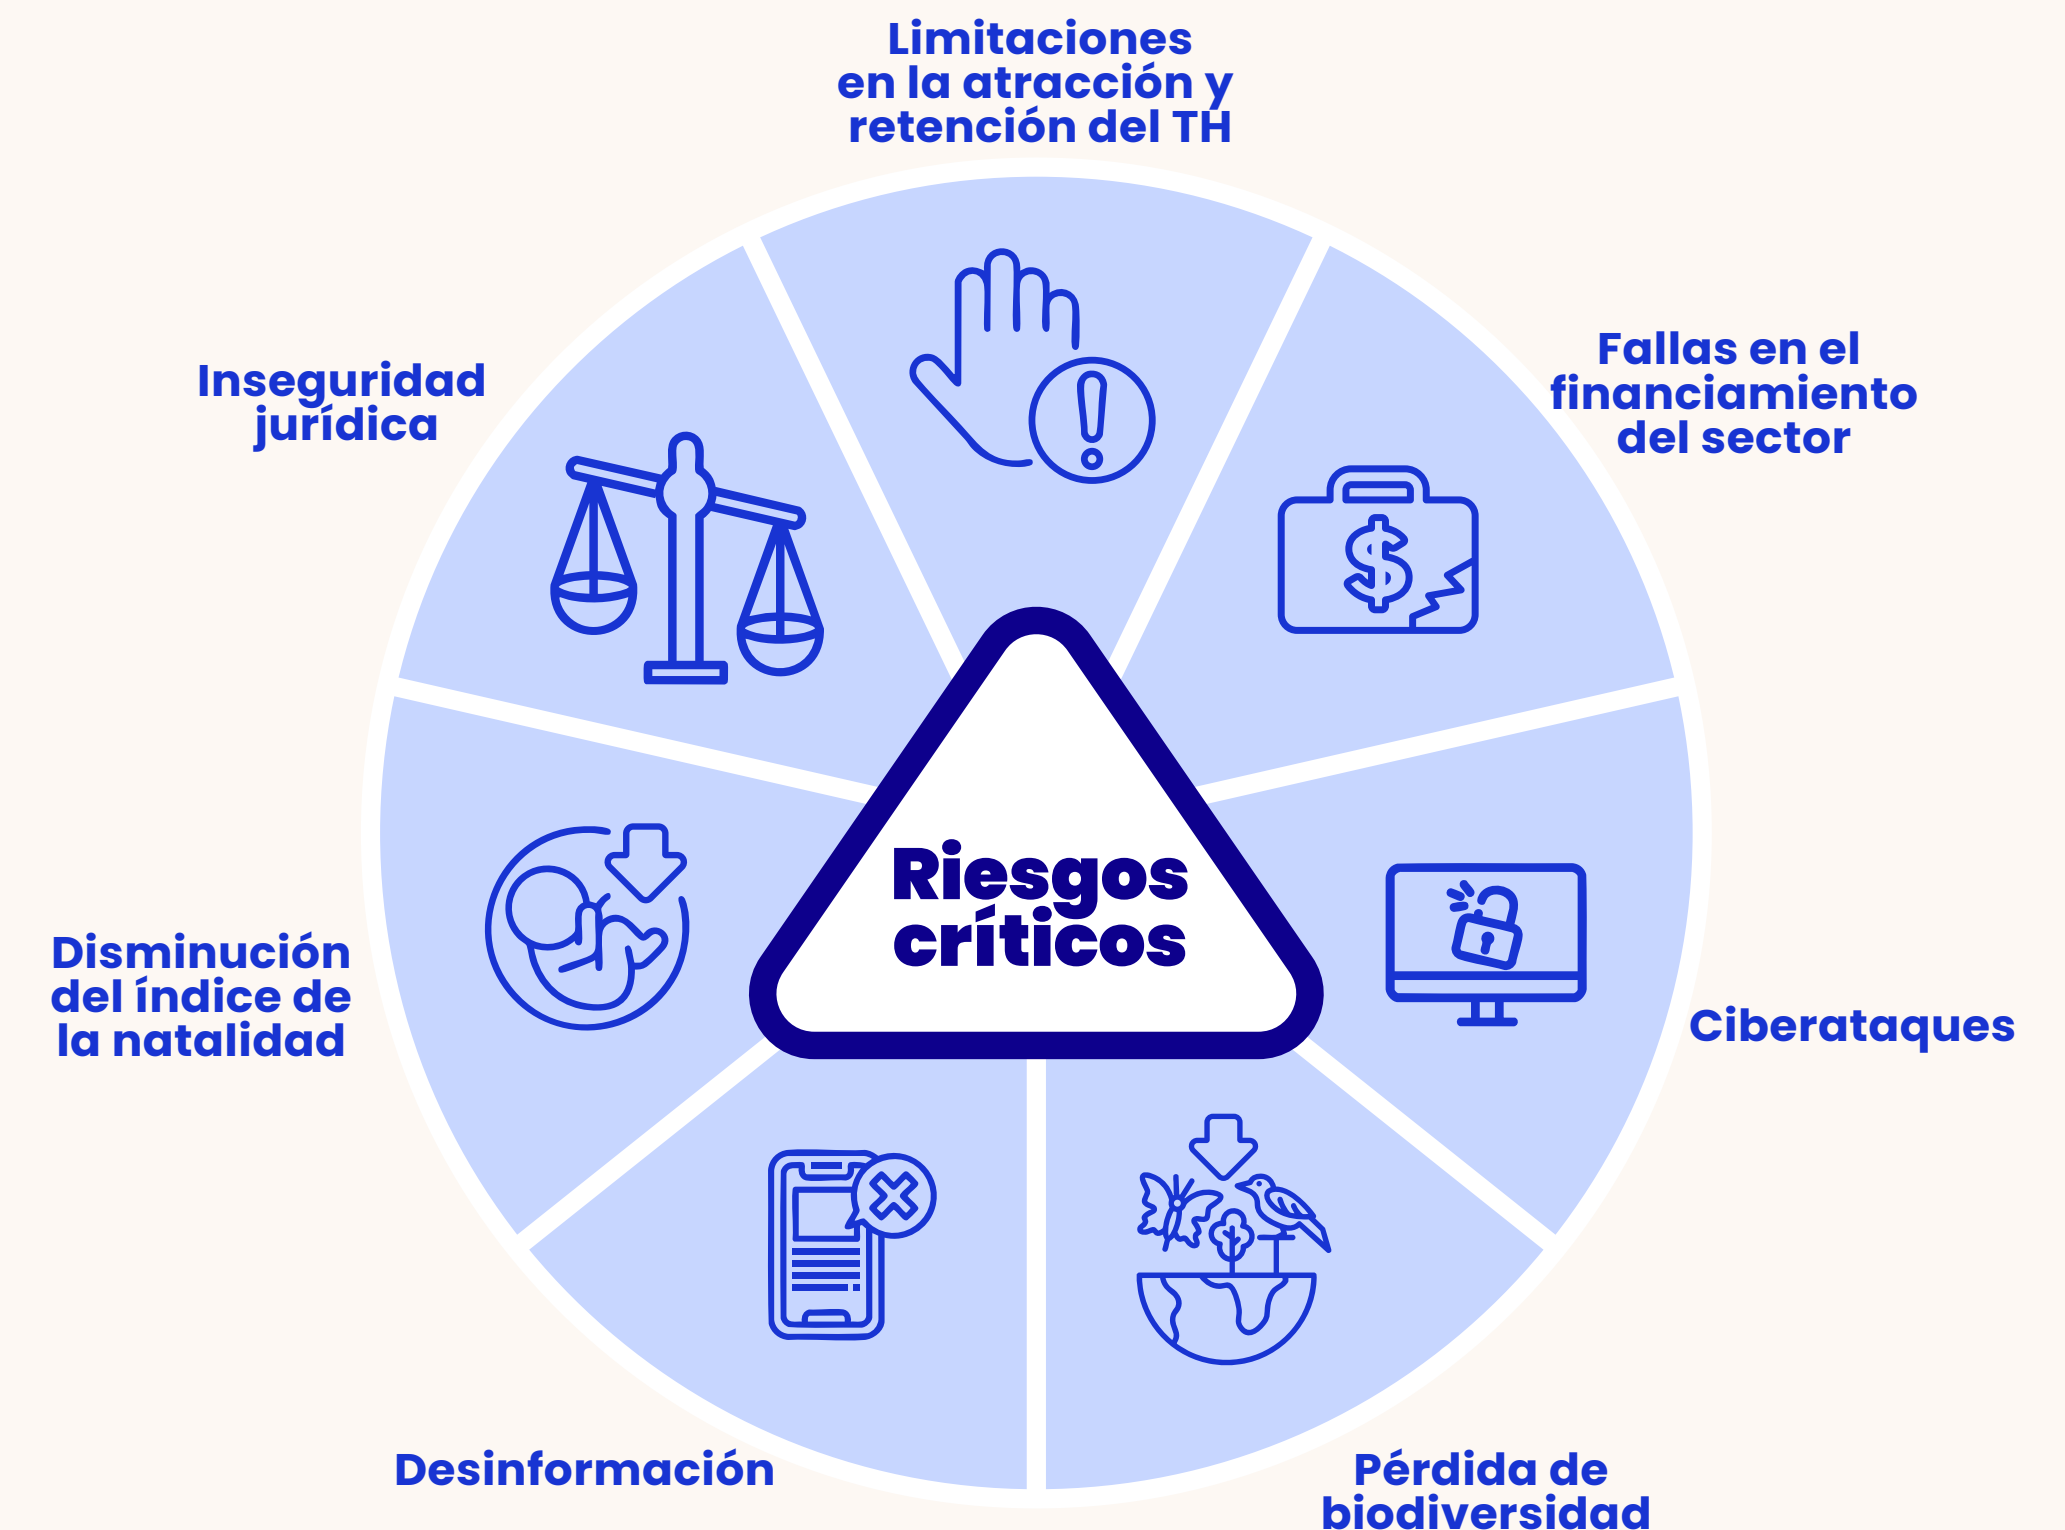 Limitaciones
en la atracción y
retención del TH
Fallas en el
financiamiento
del sector
Ciberataques
Pérdida de
biodiversidad
Desinformación
Disminución
del índice de
la natalidad
Inseguridad
jurídica
Riesgos
críticos